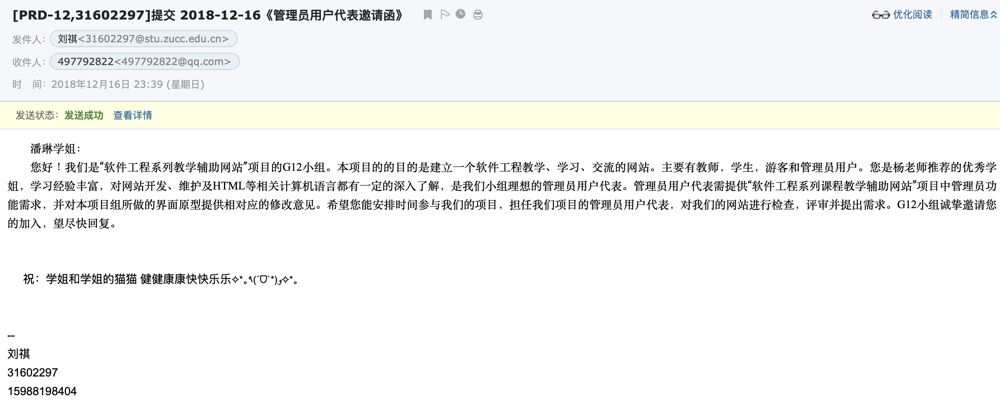 [PRD-12,31602297]提交 2018-12-16《管理员用户代表邀请函》
优化阅读 精简信息
发件人：刘祺<31602297@stu.zucc.edu.cn>
收件人：497792822<497792822@qq.com>
时 间：2018年12月16日 23:39 (星期日)
发送状态：发送成功 查看详情
潘琳学姐：
您好！我们是“软件工程系列教学辅助网站”项目的G12小组。本项目的的目的是建立一个软件工程教学、学习、交流的网站。主要有教师，学生，游客和管理员用户。您是杨老师推荐的优秀学
姐，学习经验丰富，对网站开发、维护及HTML等相关计算机语言都有一定的深入了解，是我们小组理想的管理员用户代表。管理员用户代表需提供“软件工程系列课程教学辅助网站”项目中管理员功
能需求，并对本项目组所做的界面原型提供相对应的修改意见。希望您能安排时间参与我们的项目，担任我们项目的管理员用户代表，对我们的网站进行检查，评审并提出需求。G12小组诚挚邀请您
的加入，望尽快回复。
祝：学姐和学姐的猫猫 健健康康快快乐乐✧*｡٩(ˊᗜˋ*)و✧*｡
--
刘祺
31602297
15988198404